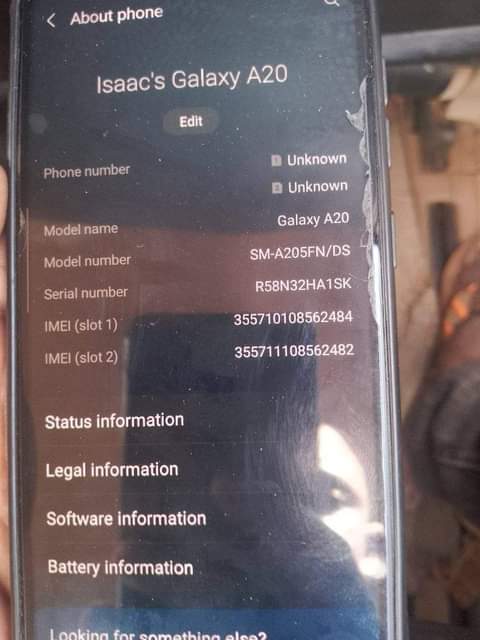 About phone
Isaac's Galaxy A20
Edit
Phone number
1 Unknown
2 Unknown
Model name Galaxy A20
Model number SM-A205FN/DS
Serial number R58N32HA1SK
IMEI (slot 1) 355710108562484
IMEI (slot 2) 355711108562482
Status information
Legal information
Software information
Battery information
Looking for something else?